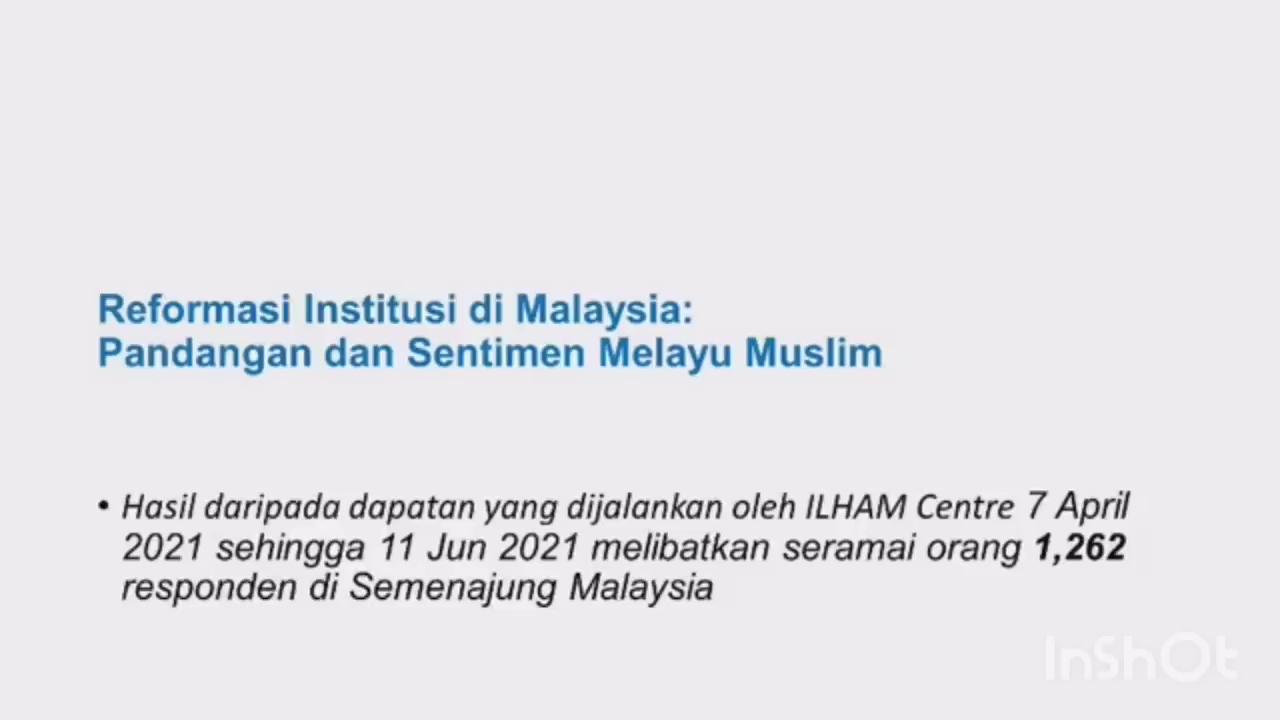 Reformasi Institusi di Malaysia:
Pandangan dan Sentimen Melayu Muslim
• Hasil daripada dapatan yang dijalankan oleh ILHAM Centre 7 April
2021 sehingga 11 Jun 2021 melibatkan seramai orang 1,262
responden di Semenajung Malaysia
InShOt